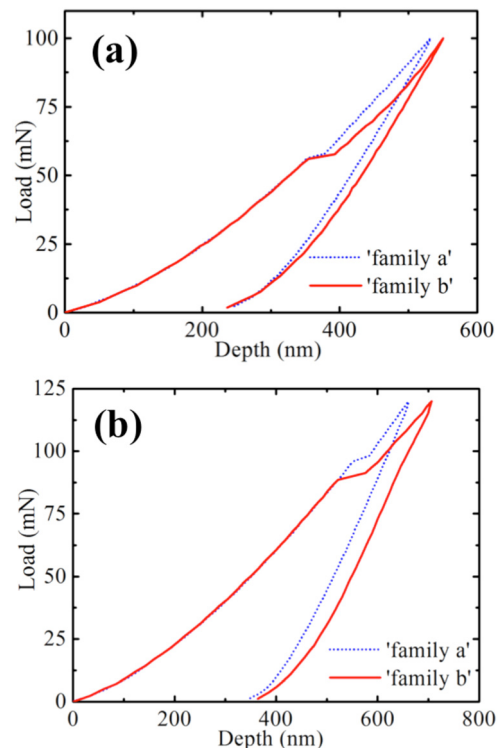 (a)
100
75
50
25
0
Load (mN)
'family a'
'family b'
0 200 400 600
Depth (nm)
(b)
125
100
75
50
25
0
Load (mN)
'family a'
'family b'
0 200 400 600 800
Depth (nm)